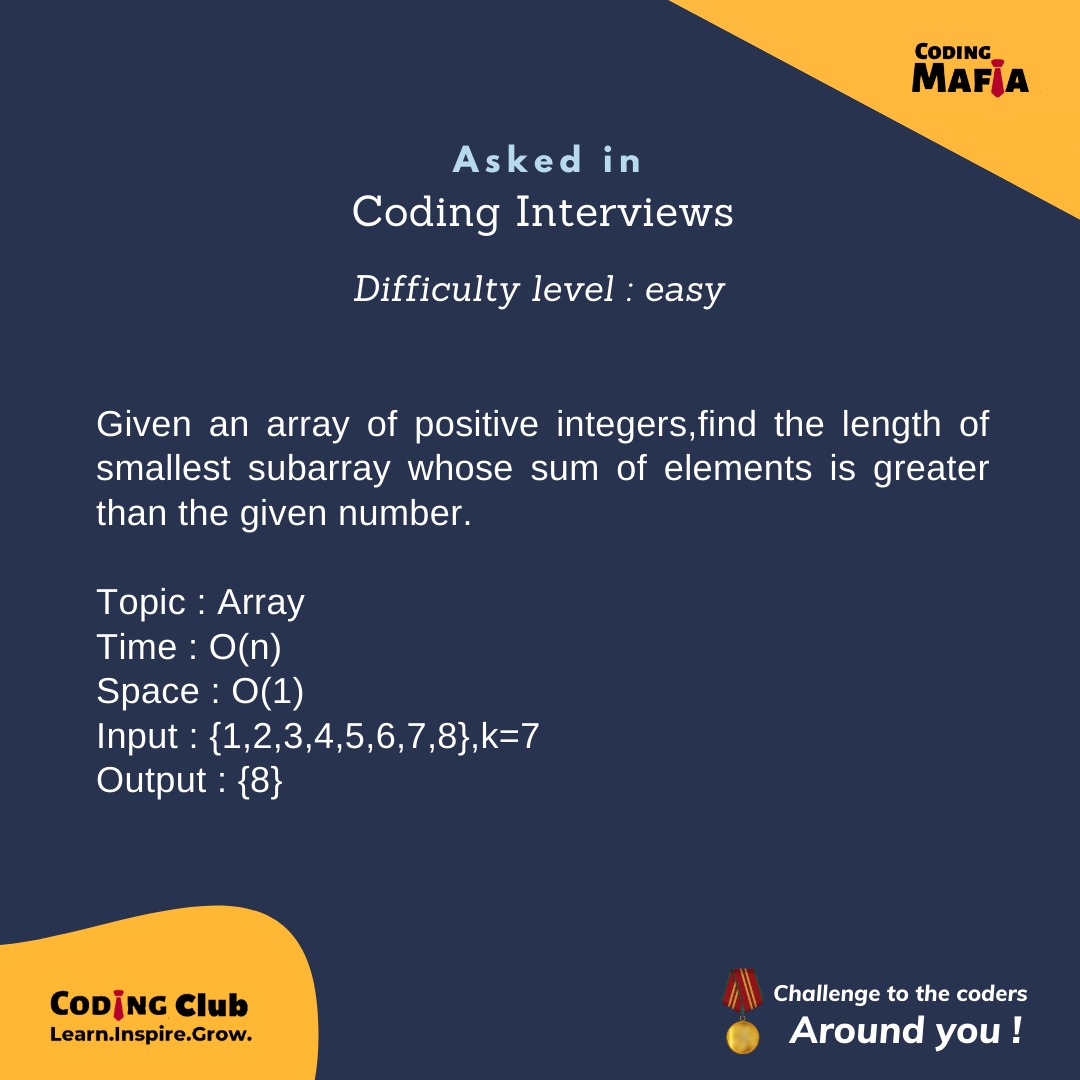 CODING
MAFiA
Asked in
Coding Interviews
Difficulty level : easy
Given an array of positive integers,find the length of
smallest subarray whose sum of elements is greater
than the given number.
Topic : Array
Time : O(n)
Space : O(1)
Input : {1,2,3,4,5,6,7,8},k=7
Output : {8}
CODiNG Club
Learn.Inspire.Grow.
Challenge to the coders
Around you !